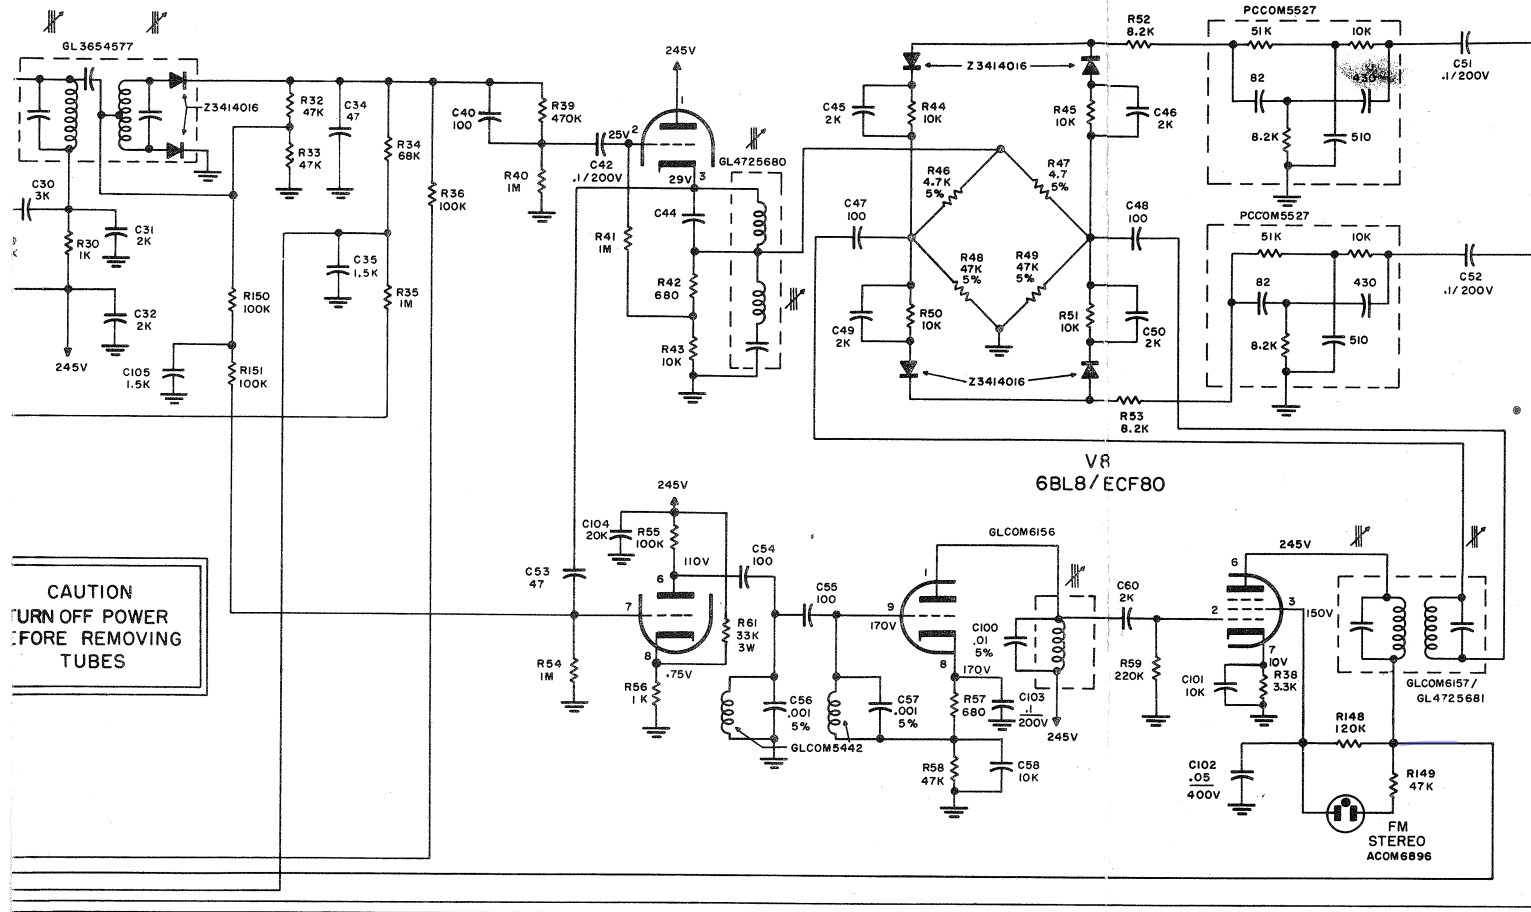 GL3654577
Z3414016
R32
47K
C34
47
R33
47K
R34
68K
C30
3K
R30
1K
C31
2K
C32
2K
245V
R36
100K
C35
1.5K
R35
1M
R150
100K
C105
1.5K
R151
100K
C40
100
R39
470K
R40
1M
C42
.1/200V
25V
2
245V
1
3
29V
GL4725680
C44
R41
1M
R42
680
R43
10K
C45
2K
R44
10K
Z3414016
R45
10K
C46
2K
R46
4.7K
5%
R47
4.7
5%
C47
100
C48
100
R48
47K
5%
R49
47K
5%
C49
2K
R50
10K
R51
10K
C50
2K
Z3414016
R52
8.2K
R53
8.2K
PCCOM5527
51K
10K
82
430
8.2K
510
C51
.1/200V
PCCOM5527
51K
10K
82
430
8.2K
510
C52
.1/200V
V8
6BL8/ECF80
CAUTION
TURN OFF POWER
EFORE REMOVING
TUBES
245V
C104
20K
R55
100K
110V
6
C54
100
C53
47
7
8
.75V
R54
1M
R56
1K
R61
33K
3W
C55
100
C56
.001
5%
C57
.001
5%
GLCOM5442
GLCOM6156
1
9
170V
8
170V
C100
.01
5%
R57
680
C103
.1
200V
245V
R58
47K
C58
10K
C60
2K
R59
220K
245V
6
2
3
150V
7
10V
C101
10K
R38
3.3K
GLCOM6157/
GL4725681
R148
120K
C102
.05
400V
R149
47K
FM
STEREO
ACOM6896